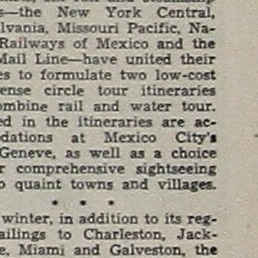 —the New York Central,
lvania, Missouri Pacific, Na-
Railways of Mexico and the
Mail Line—have united their
es to formulate two low-cost
ense circle tour itineraries
ombine rail and water tour.
ed in the itineraries are ac-
dations at Mexico City's
Geneve, as well as a choice
r comprehensive sightseeing
o quaint towns and villages.
* * *
winter, in addition to its reg-
ailings to Charleston, Jack-
e, Miami and Galveston, the